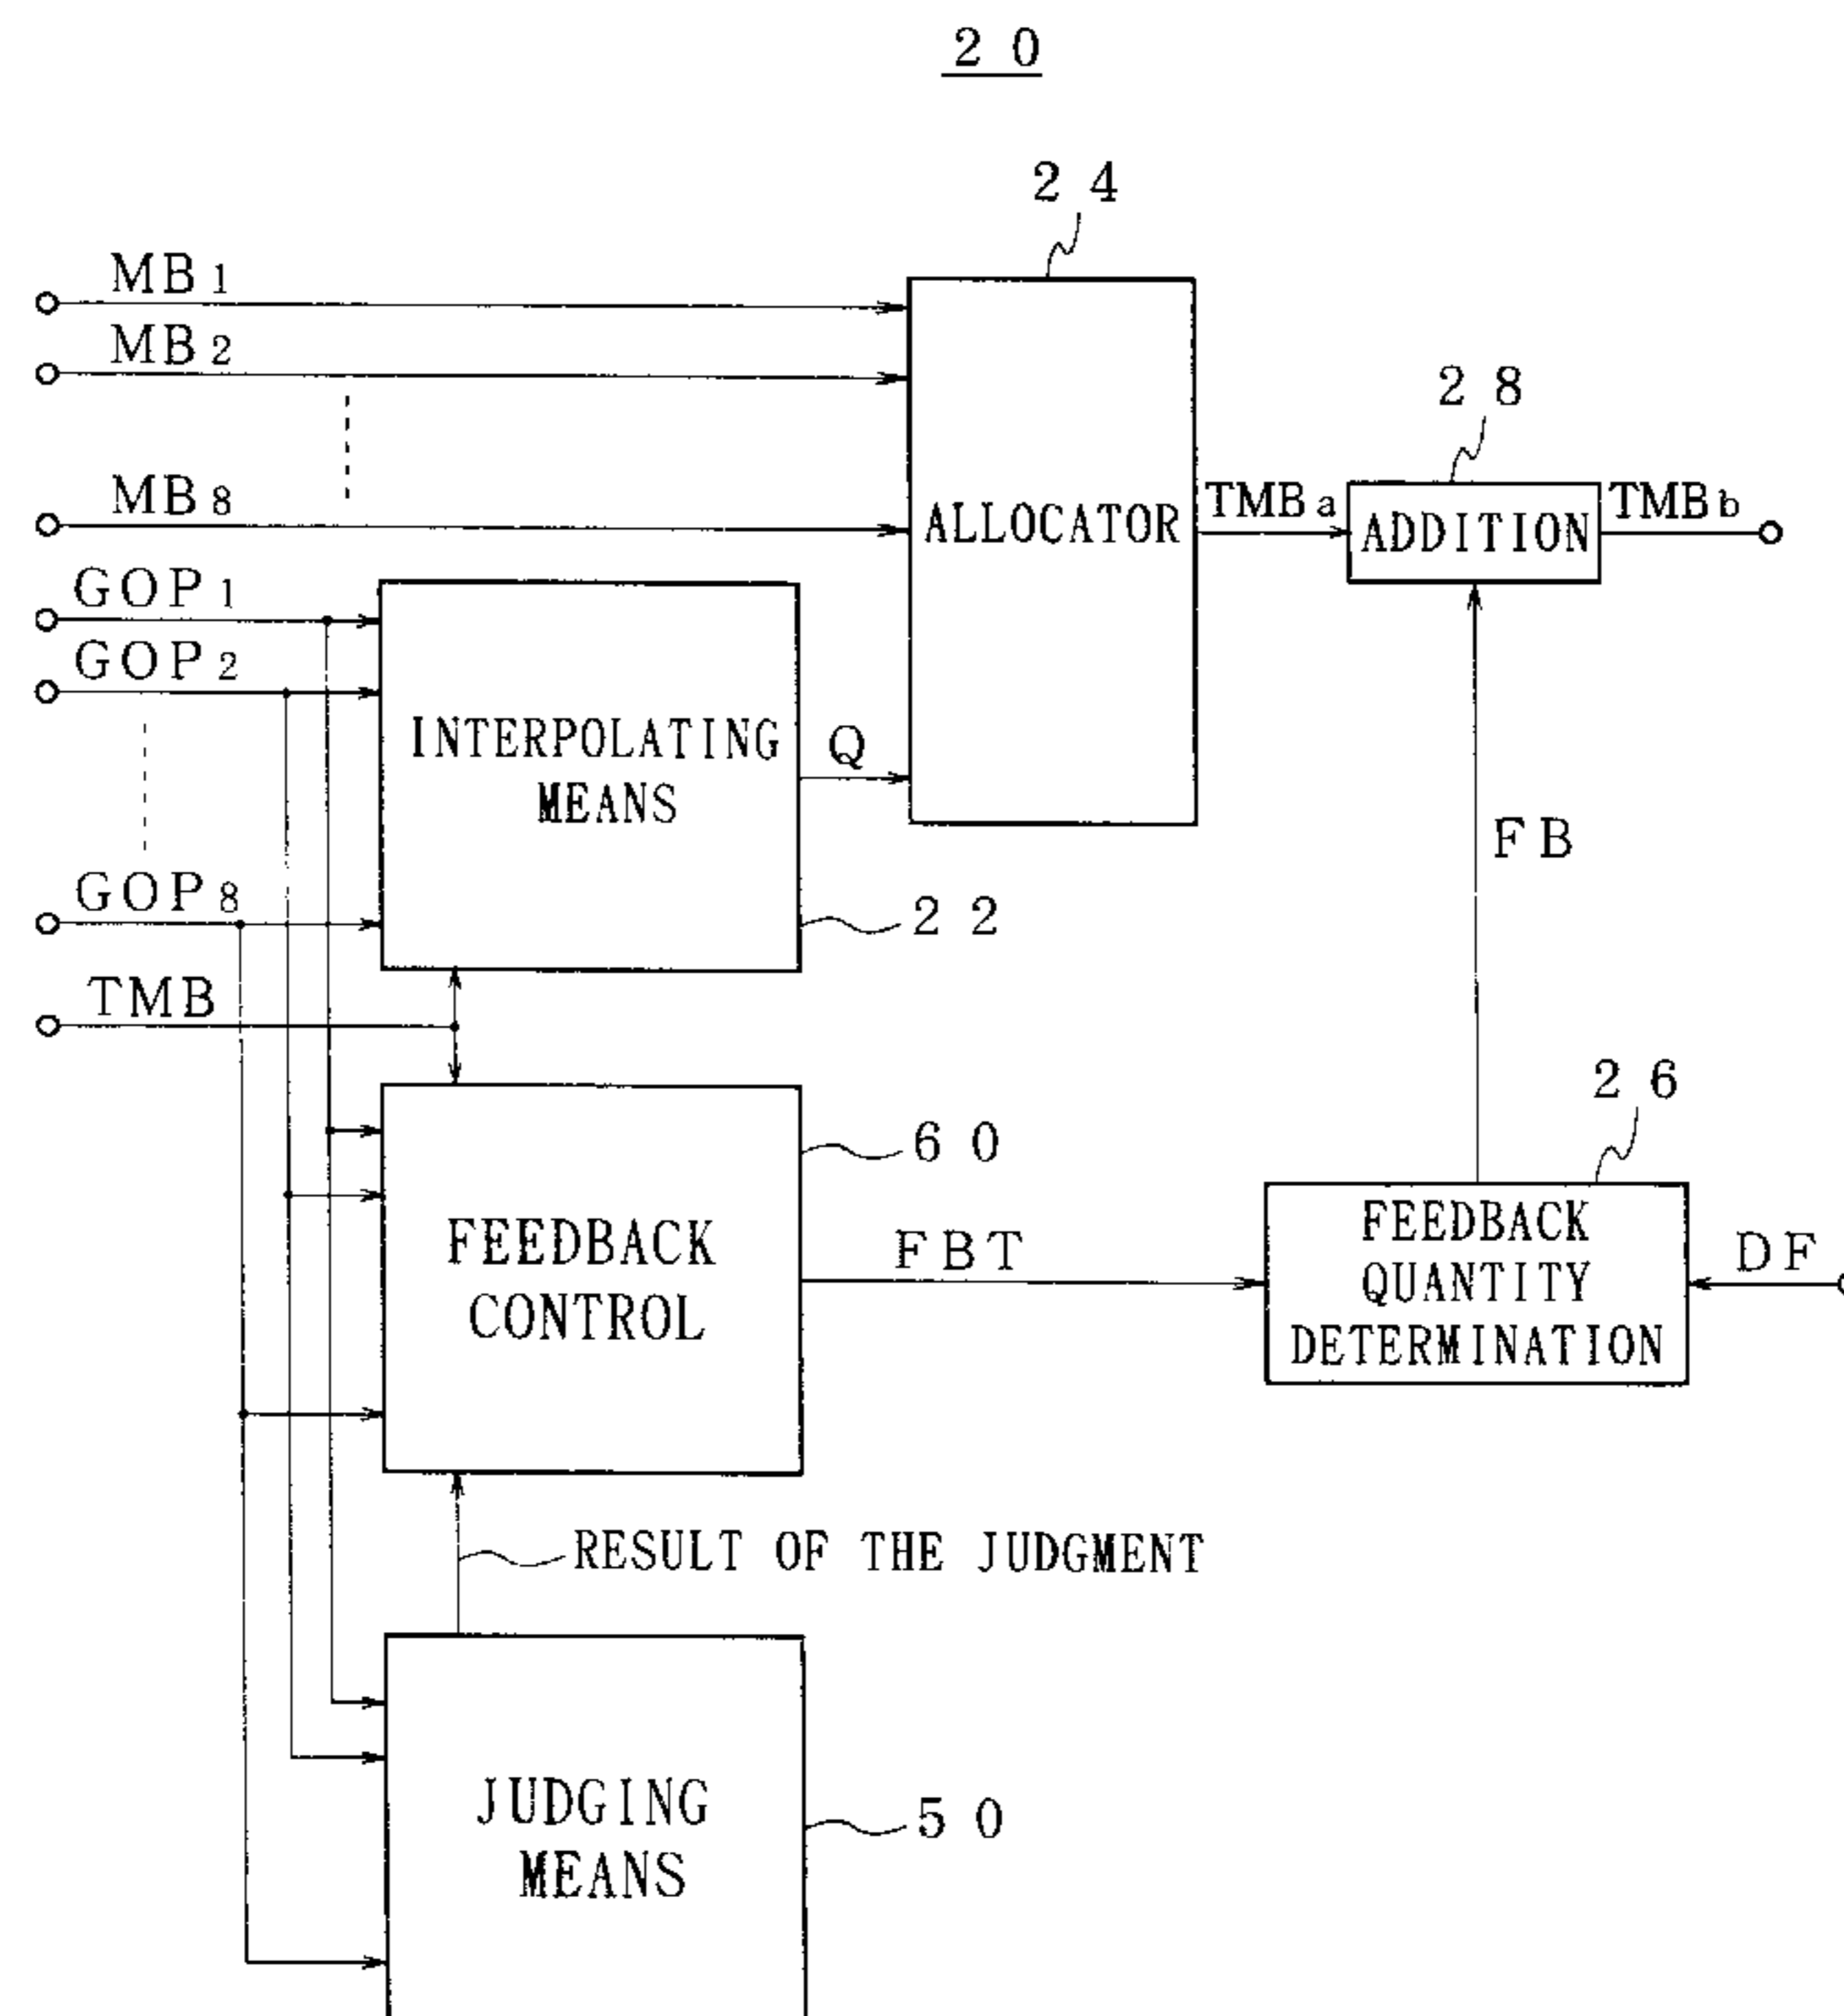 20
24
MB1
MB2
28
MB8
ALLOCATOR
TMBa
ADDITION
TMBb
GOP1
GOP2
INTERPOLATING
MEANS
Q
FB
GOP8
22
TMB
26
60
FEEDBACK
CONTROL
FBT
FEEDBACK
QUANTITY
DETERMINATION
DF
RESULT OF THE JUDGMENT
JUDGING
MEANS
50